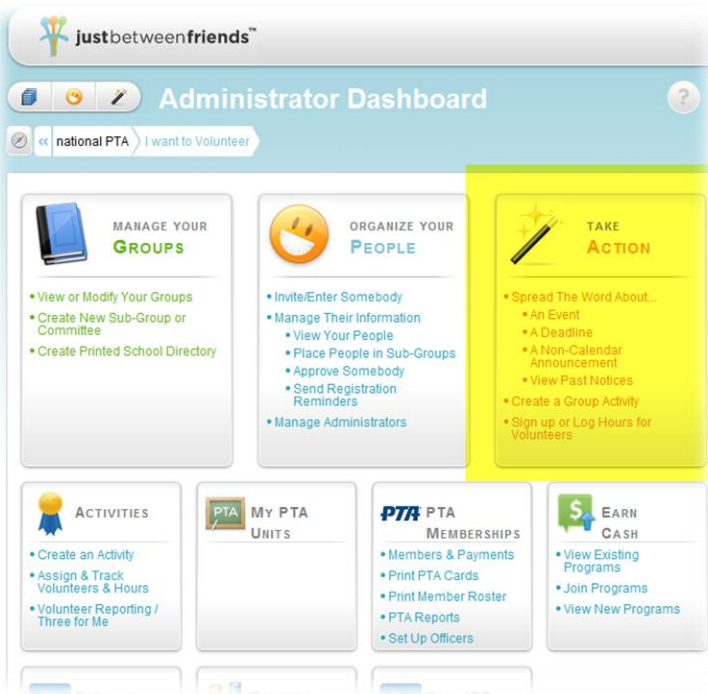 justbetweenfriends™
Administrator Dashboard
?
« national PTA I want to Volunteer
MANAGE YOUR
GROUPS
• View or Modify Your Groups
• Create New Sub-Group or
Committee
• Create Printed School Directory
ORGANIZE YOUR
PEOPLE
• Invite/Enter Somebody
• Manage Their Information
• View Your People
• Place People in Sub-Groups
• Approve Somebody
• Send Registration
Reminders
• Manage Administrators
TAKE
ACTION
• Spread The Word About...
• An Event
• A Deadline
• A Non-Calendar
Announcement
• View Past Notices
• Create a Group Activity
• Sign up or Log Hours for
Volunteers
ACTIVITIES
• Create an Activity
• Assign & Track
Volunteers & Hours
• Volunteer Reporting /
Three for Me
PTA
MY PTA
UNITS
PTA
PTA
MEMBERSHIPS
• Members & Payments
• Print PTA Cards
• Print Member Roster
• PTA Reports
• Set Up Officers
$
EARN
CASH
• View Existing
Programs
• Join Programs
• View New Programs